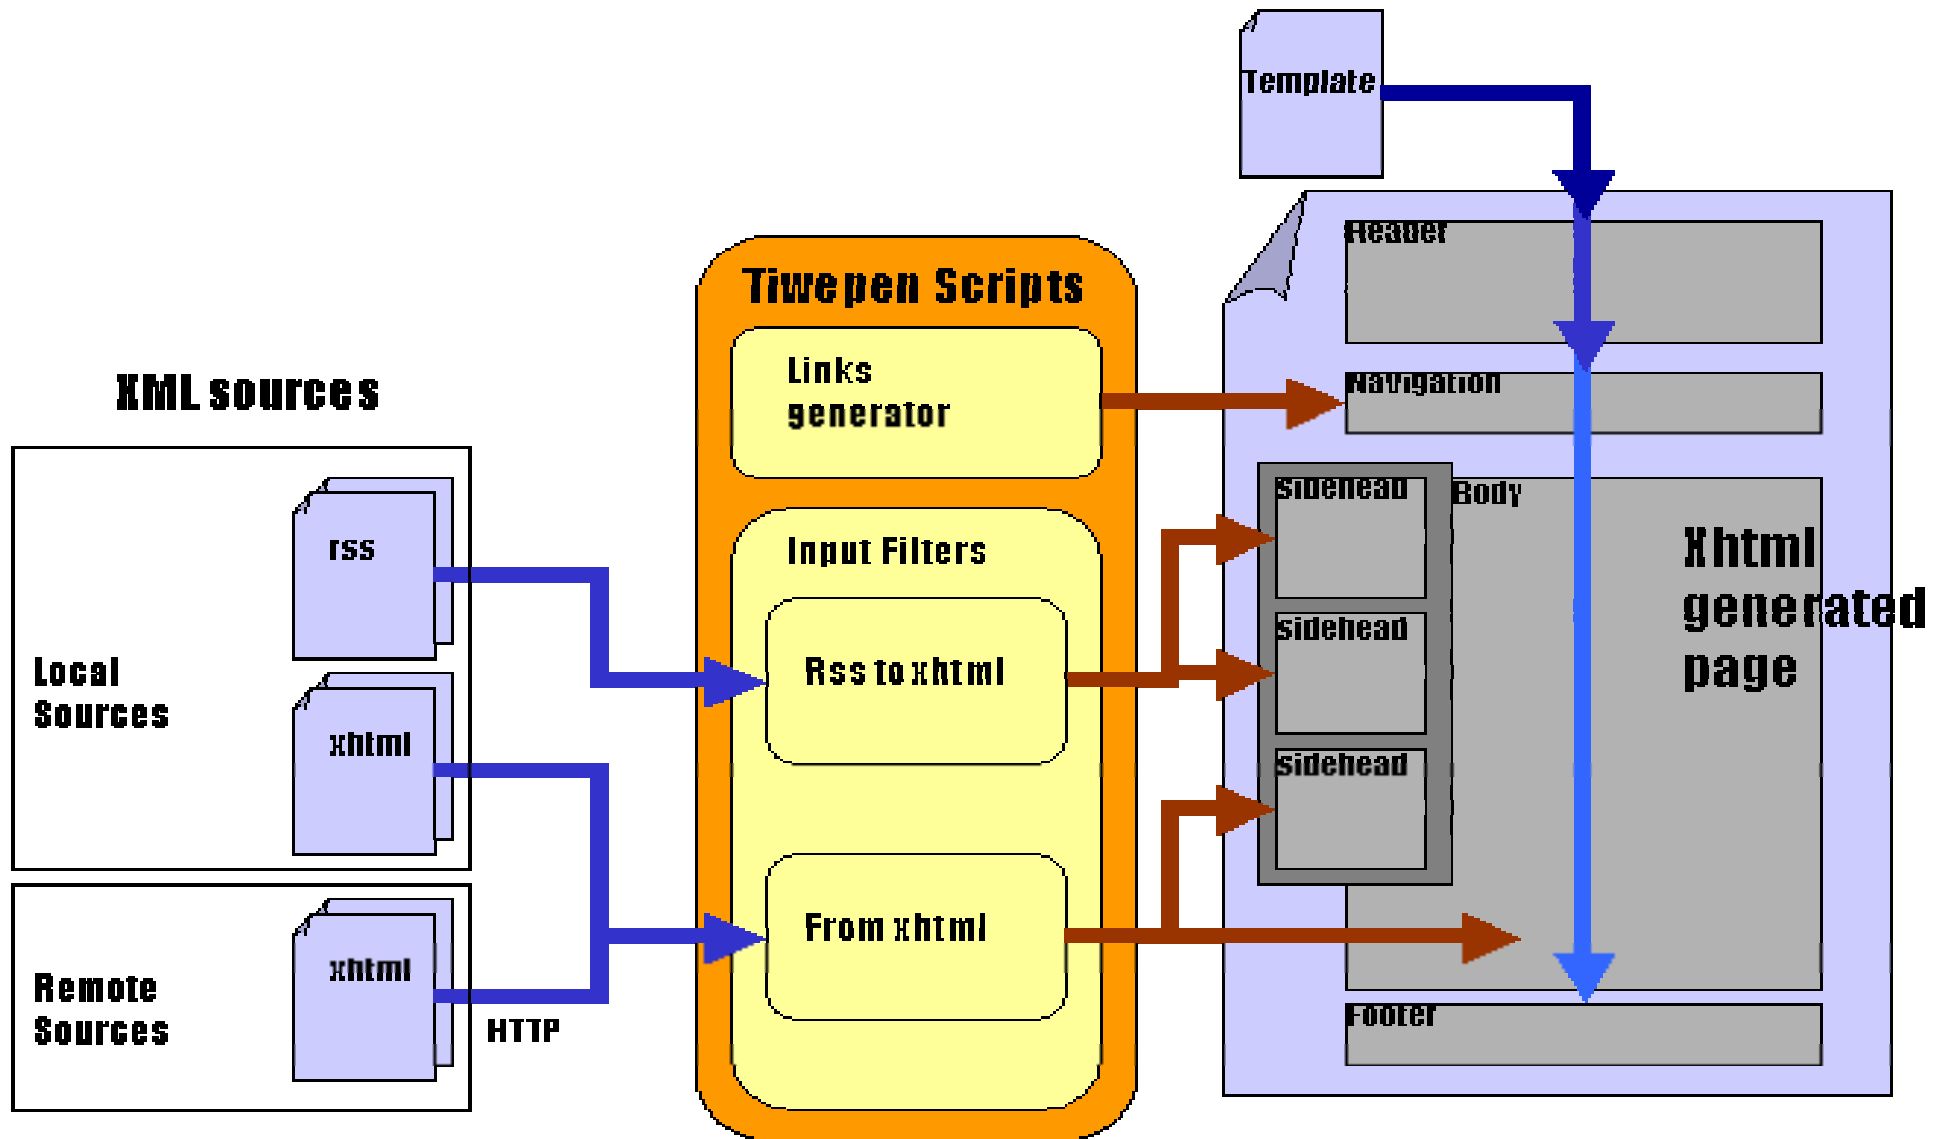 Template
Header
Tiwepen Scripts
Links
generator
Navigation
XML sources
sidehead
Body
rss
Input Filters
Xhtml
generated
page
sidehead
Local
Sources
Rss to xhtml
xhtml
sidehead
From xhtml
xhtml
Remote
Sources
HTTP
Footer